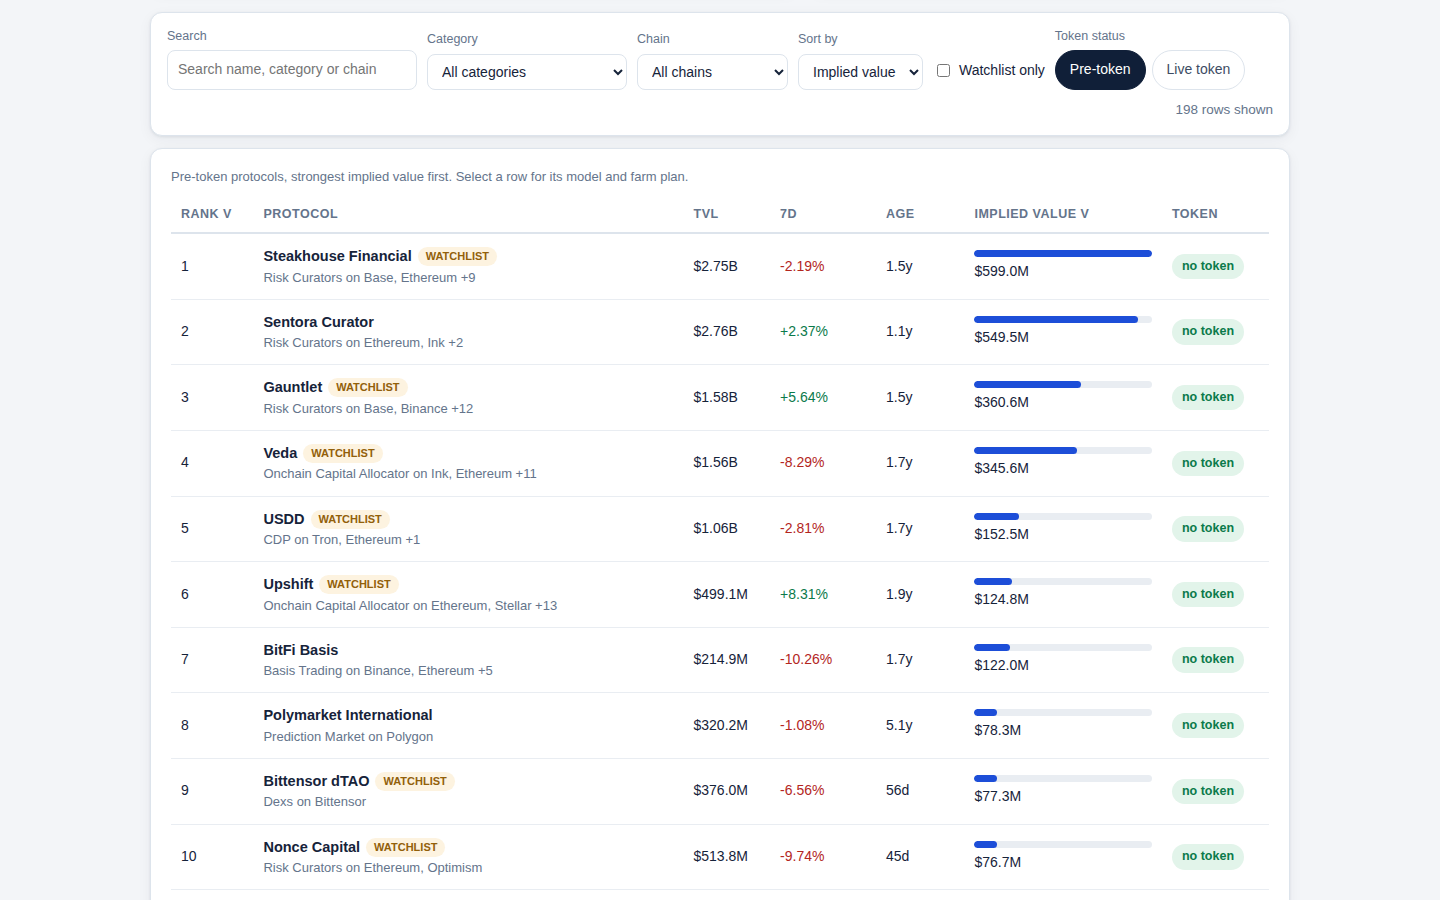 Search
Category
Chain
Sort by
Token status
Search name, category or chain
All categories
All chains
Implied value
Watchlist only
Pre-token
Live token
198 rows shown
Pre-token protocols, strongest implied value first. Select a row for its model and farm plan.
RANK V PROTOCOL TVL 7D AGE IMPLIED VALUE V TOKEN
1 Steakhouse Financial WATCHLIST $2.75B -2.19% 1.5y $599.0M no token
Risk Curators on Base, Ethereum +9
2 Sentora Curator $2.76B +2.37% 1.1y $549.5M no token
Risk Curators on Ethereum, Ink +2
3 Gauntlet WATCHLIST $1.58B +5.64% 1.5y $360.6M no token
Risk Curators on Base, Binance +12
4 Veda WATCHLIST $1.56B -8.29% 1.7y $345.6M no token
Onchain Capital Allocator on Ink, Ethereum +11
5 USDD WATCHLIST $1.06B -2.81% 1.7y $152.5M no token
CDP on Tron, Ethereum +1
6 Upshift WATCHLIST $499.1M +8.31% 1.9y $124.8M no token
Onchain Capital Allocator on Ethereum, Stellar +13
7 BitFi Basis $214.9M -10.26% 1.7y $122.0M no token
Basis Trading on Binance, Ethereum +5
8 Polymarket International $320.2M -1.08% 5.1y $78.3M no token
Prediction Market on Polygon
9 Bittensor dTAO WATCHLIST $376.0M -6.56% 56d $77.3M no token
Dexs on Bittensor
10 Nonce Capital WATCHLIST $513.8M -9.74% 45d $76.7M no token
Risk Curators on Ethereum, Optimism